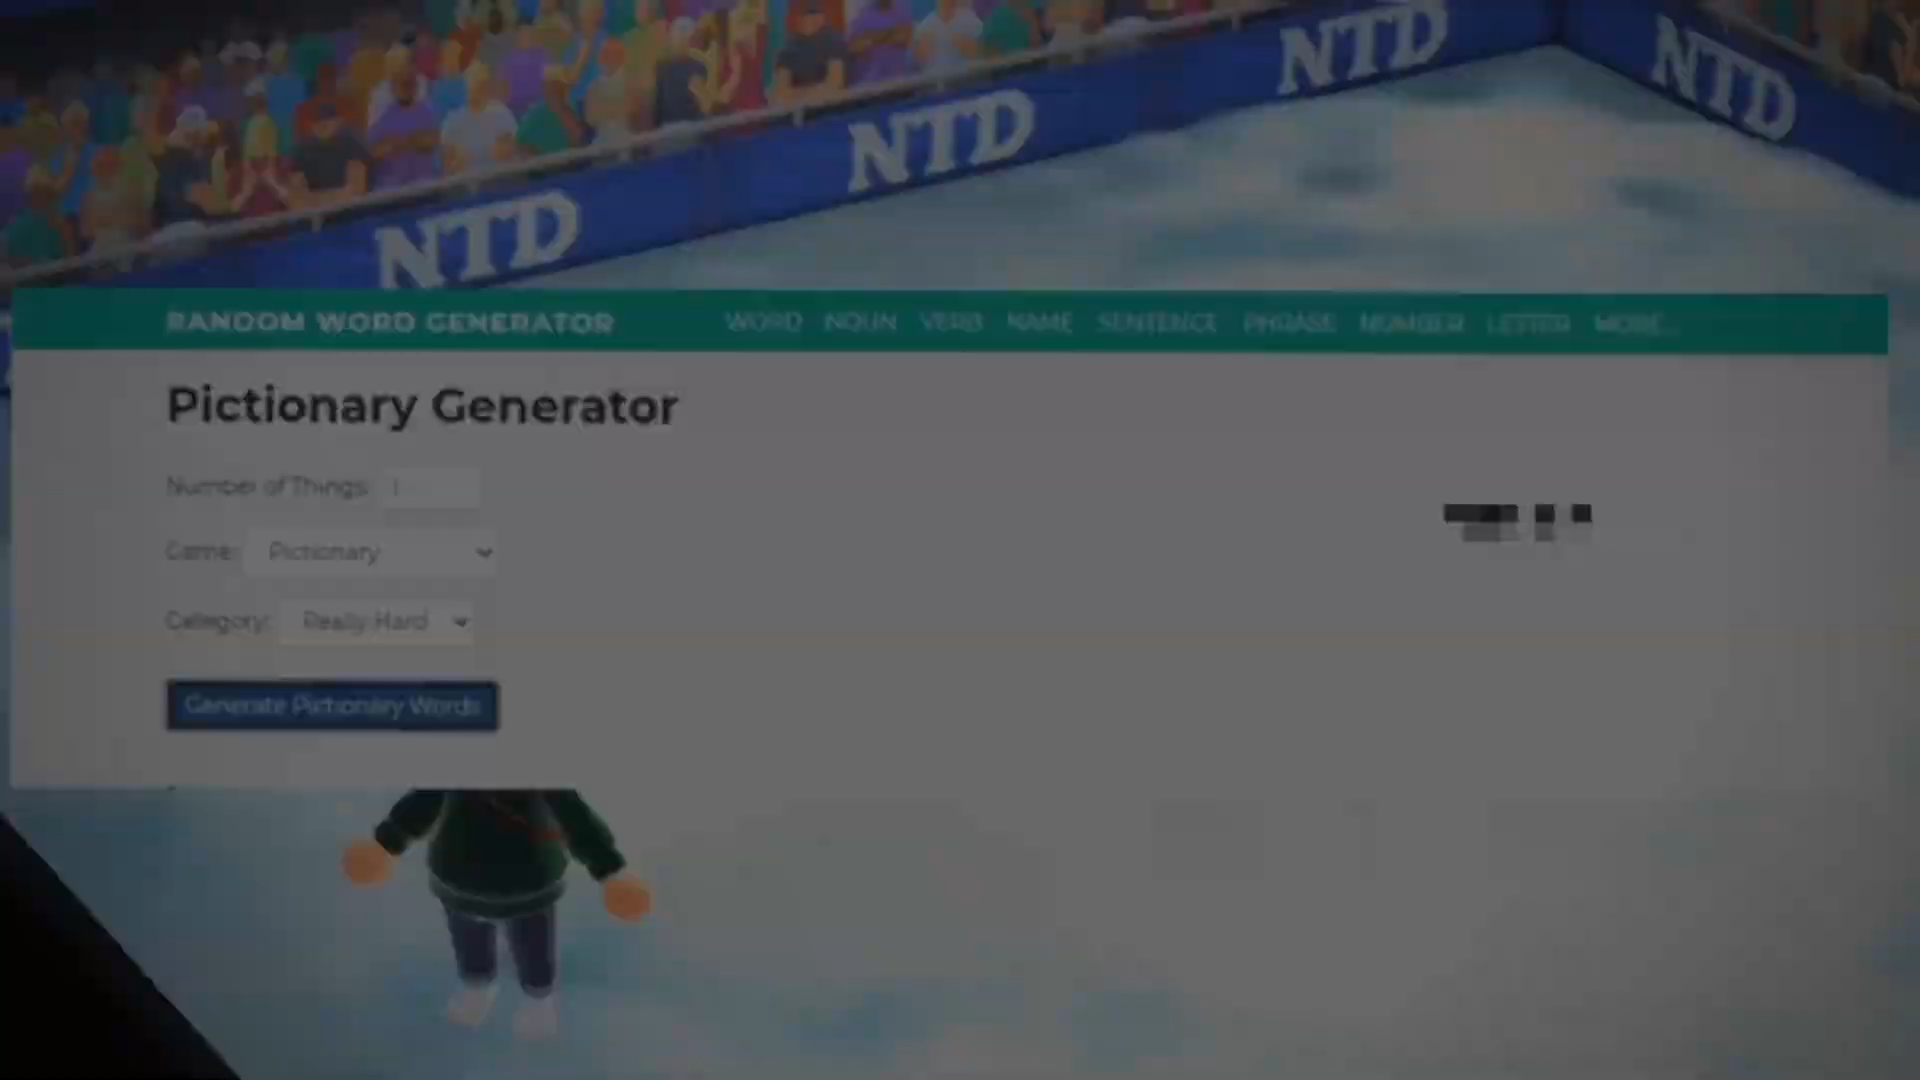 NTD
NTD
NTD
NTD
RANDOM WORD GENERATOR WORD NOUN VERB NAME SENTENCE PHRASE NUMBER LETTER MORE...
Pictionary Generator
Number of Things: 1
Game: Pictionary
Category: Really Hard
Generate Pictionary Words